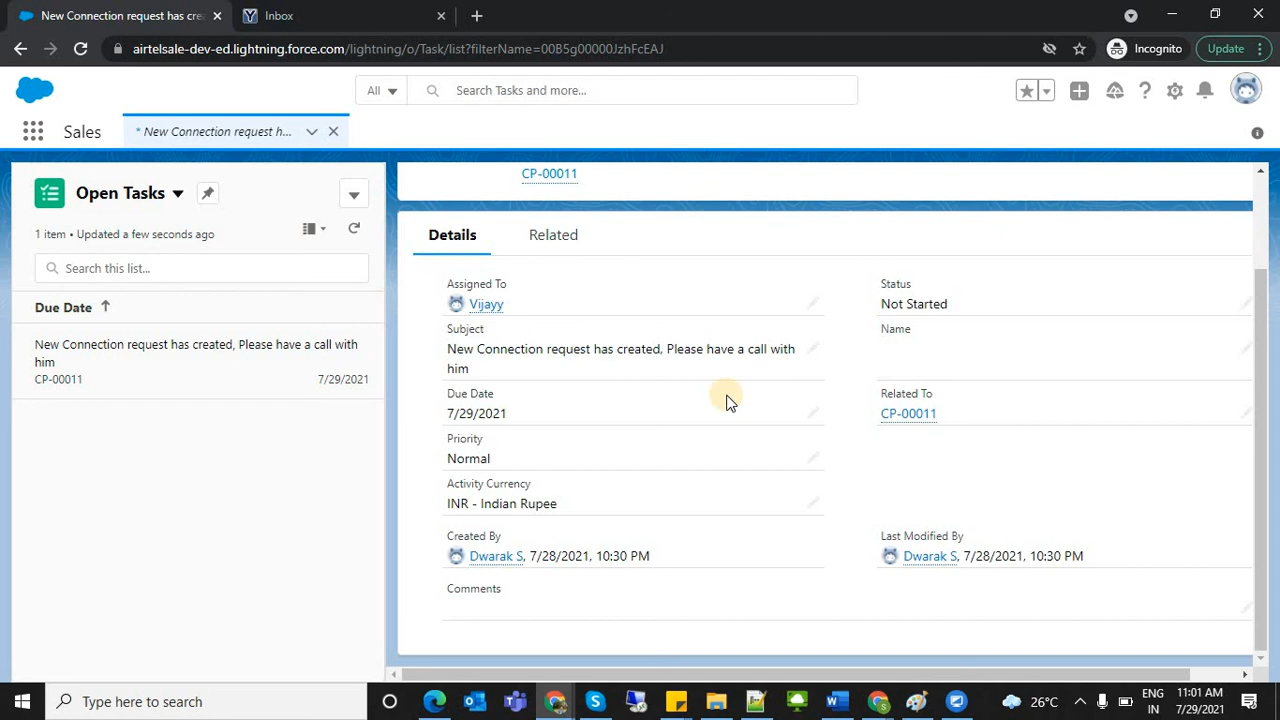 New Connection request has cre
Inbox
airtelsale-dev-ed.lightning.force.com/lightning/o/Task/list?filterName=00B5g00000JzhFcEAJ
Incognito
Update
All
Search Tasks and more...
Sales
* New Connection request h...
Open Tasks
1 item • Updated a few seconds ago
Search this list...
Due Date
New Connection request has created, Please have a call with
him
CP-00011
7/29/2021
CP-00011
Details
Related
Assigned To
Vijayy
Status
Not Started
Subject
New Connection request has created, Please have a call with
him
Name
Due Date
7/29/2021
Related To
CP-00011
Priority
Normal
Activity Currency
INR - Indian Rupee
Created By
Dwarak S, 7/28/2021, 10:30 PM
Last Modified By
Dwarak S, 7/28/2021, 10:30 PM
Comments
Type here to search
26°C
ENG
IN
11:01 AM
7/29/2021